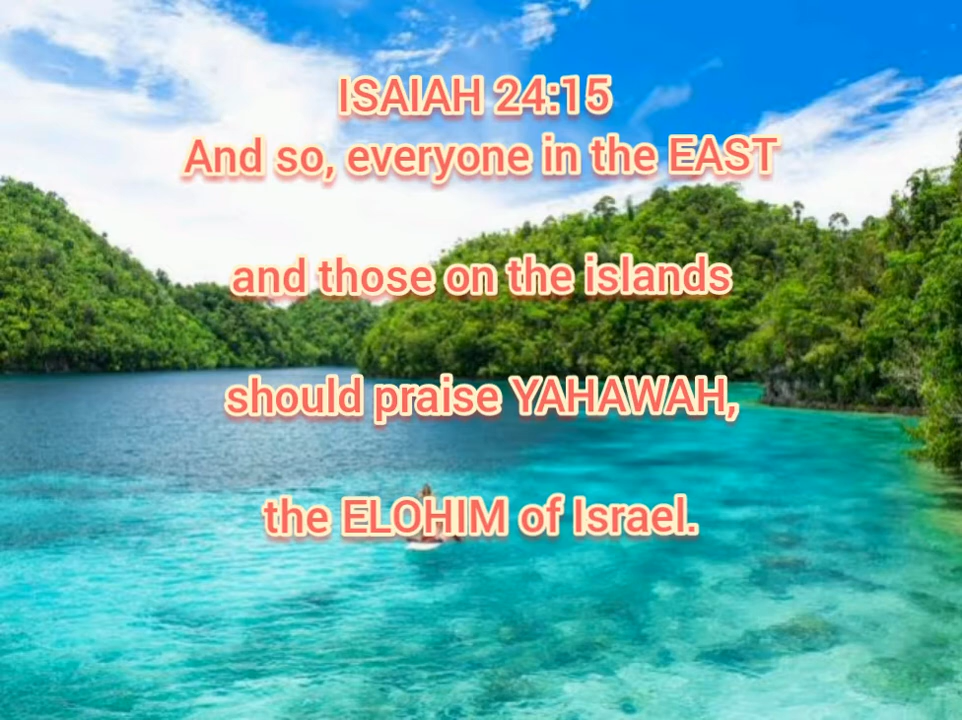 ISAIAH 24:15
And so, everyone in the EAST
and those on the islands
should praise YAHAWAH,
the ELOHIM of Israel.